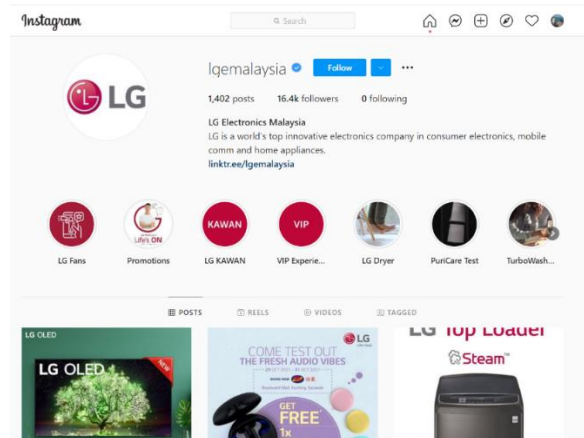 Instagram
Search
lgemalaysia
Follow
1,402 posts 16.4k followers 0 following
LG Electronics Malaysia
LG is a world's top innovative electronics company in consumer electronics, mobile
comm and home appliances.
linktr.ee/lgemalaysia
LG
Life's ON
KAWAN
VIP
LG Fans
Promotions
LG KAWAN
VIP Experie...
LG Dryer
PuriCare Test
TurboWash...
POSTS
REELS
VIDEOS
TAGGED
LG OLED
NEW
LG OLED
LG
COME TEST OUT
THE FRESH AUDIO VIBES
GET
FREE
1x
LG Top Loader
Steam™